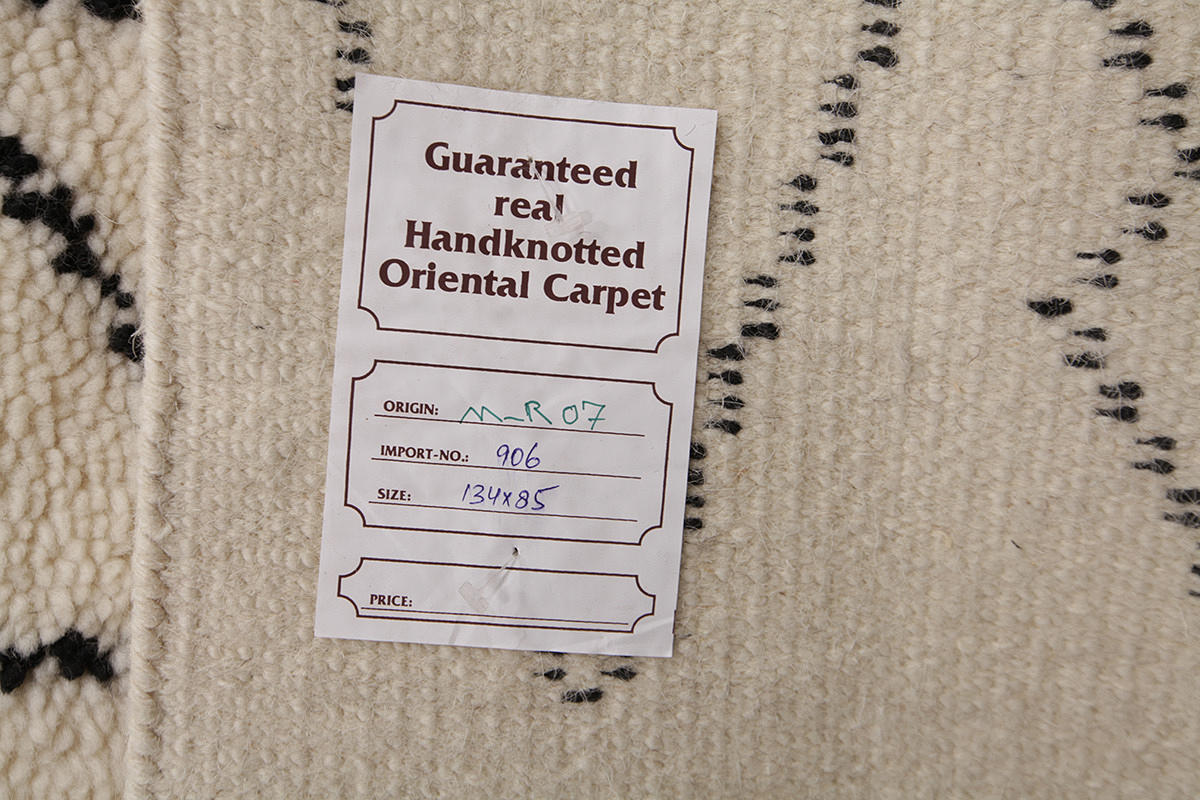 Guaranteed
real
Handknotted
Oriental Carpet
ORIGIN: M-R 07
IMPORT-NO.: 906
SIZE: 134x85
PRICE: